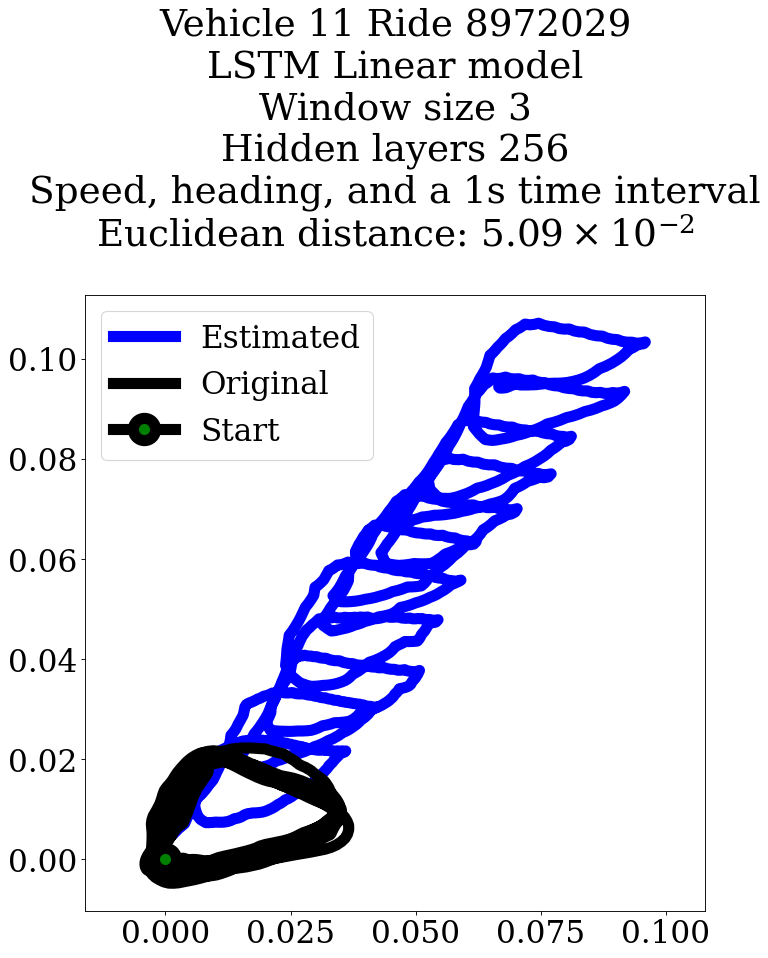 Vehicle 11 Ride 8972029
LSTM Linear model
Window size 3
Hidden layers 256
Speed, heading, and a 1s time interval
Euclidean distance: 5.09 × 10⁻²
Estimated
Original
Start
0.10
0.08
0.06
0.04
0.02
0.00
0.000 0.025 0.050 0.075 0.100